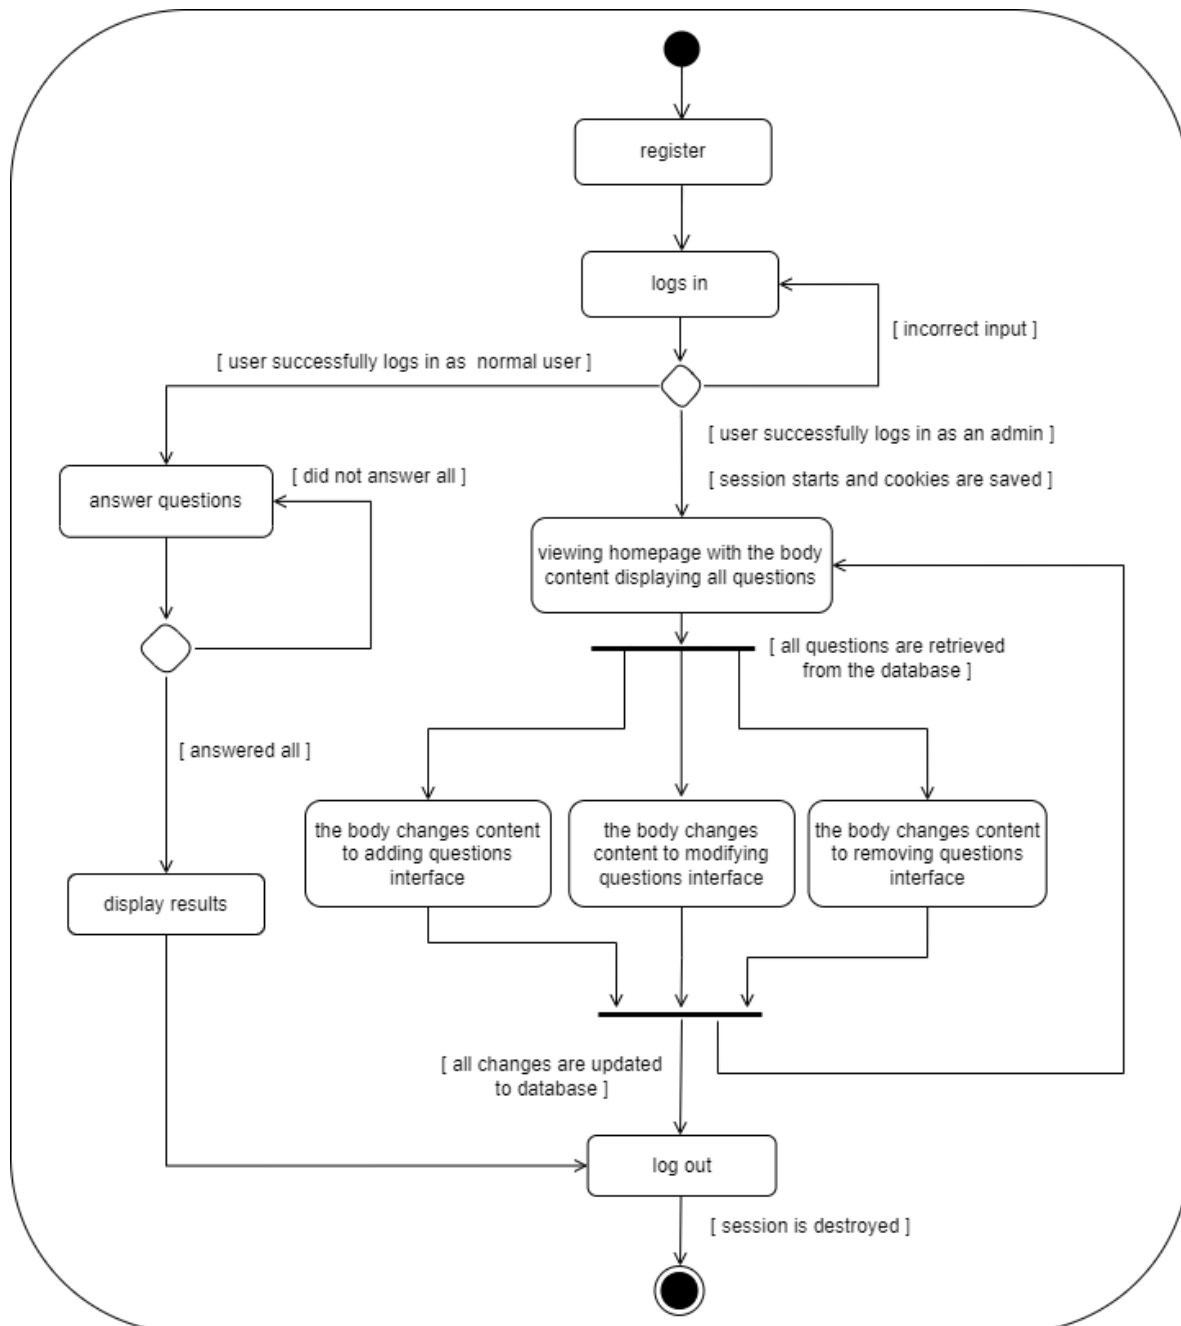 register
logs in
[ incorrect input ]
[ user successfully logs in as  normal user ]
[ user successfully logs in as an admin ]
[ did not answer all ]
[ session starts and cookies are saved ]
answer questions
viewing homepage with the body
content displaying all questions
[ all questions are retrieved
from the database ]
[ answered all ]
the body changes content
to adding questions
interface
the body changes
content to modifying
questions interface
the body changes content
to removing questions
interface
display results
[ all changes are updated
to database ]
log out
[ session is destroyed ]